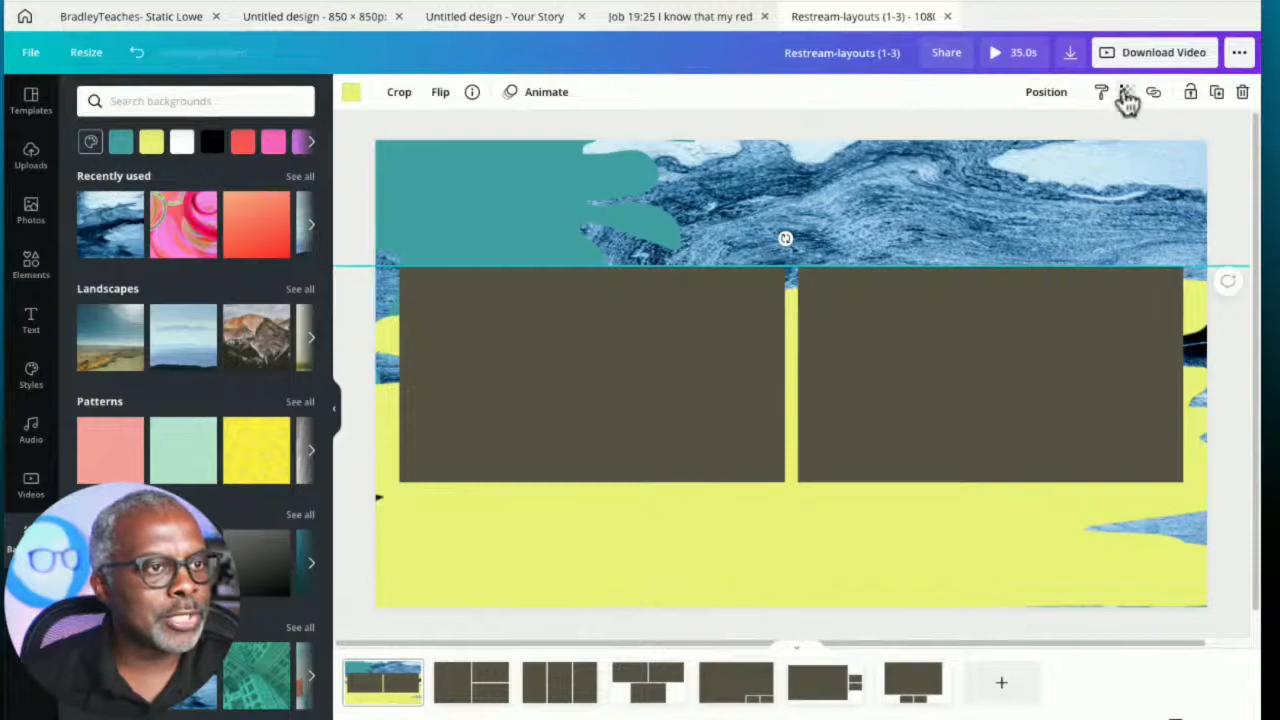 BradleyTeaches- Static Lowe
Untitled design - 850 × 850p:
Untitled design - Your Story
Job 19:25 I know that my red
Restream-layouts (1-3) - 108(
File
Resize
Restream-layouts (1-3)
Share
35.0s
Download Video
Templates
Search backgrounds
Crop
Flip
Animate
Position
Uploads
Recently used
See all
Photos
Elements
Landscapes
See all
Text
Styles
Patterns
See all
Audio
Videos
See all
See all